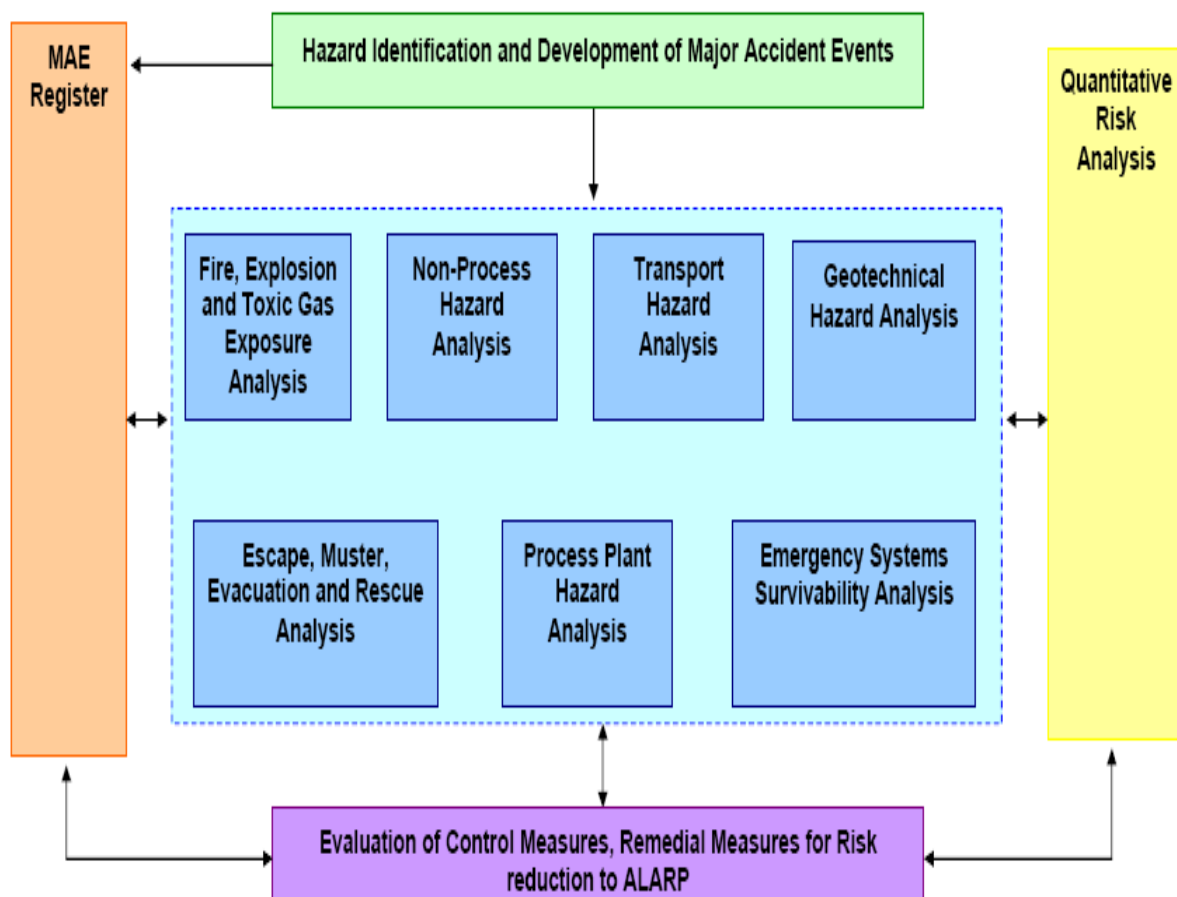 MAE
Register
Hazard Identification and Development of Major Accident Events
Quantitative
Risk
Analysis
Fire, Explosion
and Toxic Gas
Exposure
Analysis
Non-Process
Hazard
Analysis
Transport
Hazard
Analysis
Geotechnical
Hazard Analysis
Escape, Muster,
Evacuation and Rescue
Analysis
Process Plant
Hazard
Analysis
Emergency Systems
Survivability Analysis
Evaluation of Control Measures, Remedial Measures for Risk
reduction to ALARP